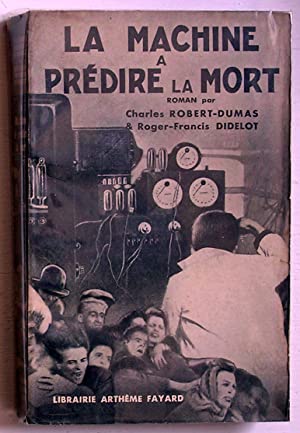 LA MACHINE
A
PRÉDIRE LA MORT
ROMAN par
Charles ROBERT-DUMAS
& Roger-Francis DIDELOT
LIBRAIRIE ARTHÈME FAYARD